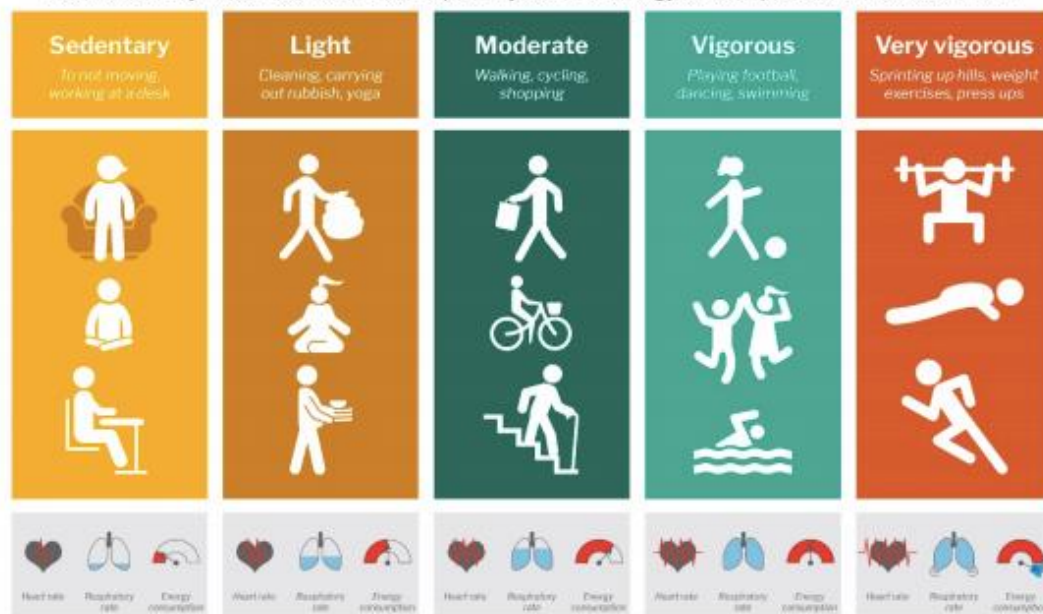 Sedentary
To not moving,
working at a desk
Light
Cleaning, carrying
out rubbish, yoga
Moderate
Walking, cycling,
shopping
Vigorous
Playing football,
dancing, swimming
Very vigorous
Sprinting up hills, weight
exercises, press ups
Heart rate
Respiratory
rate
Energy
consumption
Heart rate
Respiratory
rate
Energy
consumption
Heart rate
Respiratory
rate
Energy
consumption
Heart rate
Respiratory
rate
Energy
consumption
Heart rate
Respiratory
rate
Energy
consumption